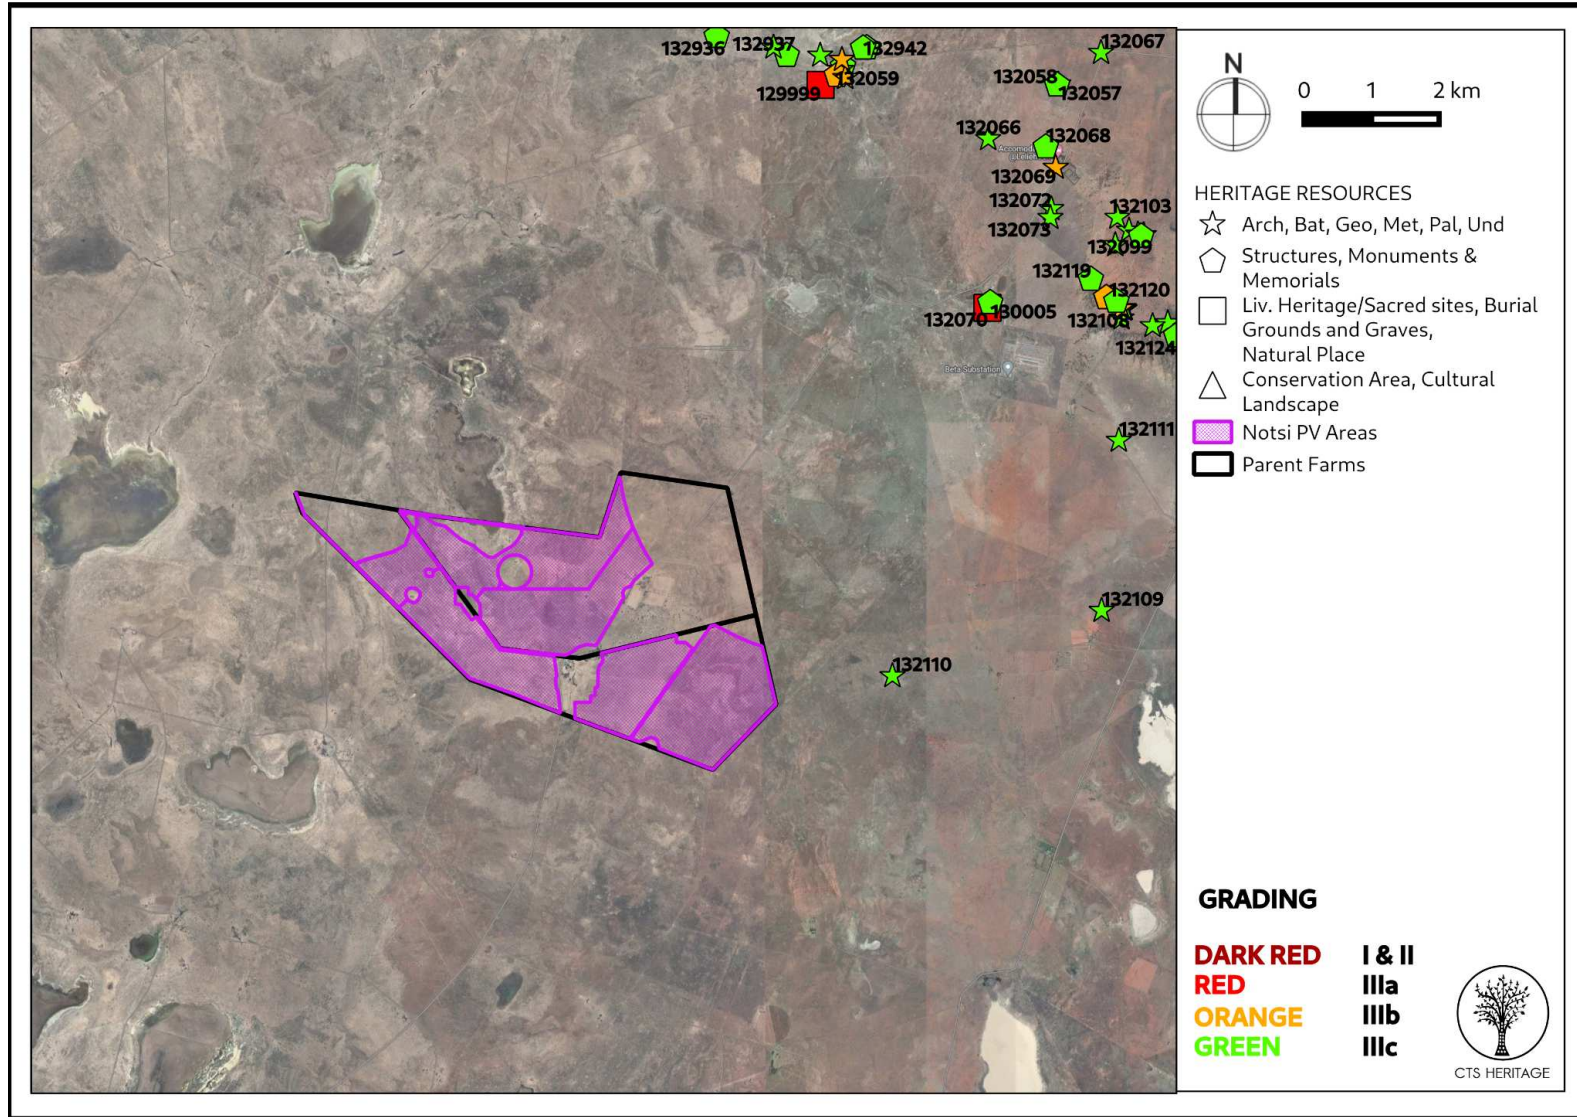 132936
132937
132942
132059
129999
132067
132058
132057
132066
132068
132069
132072
132073
132103
132099
132119
132120
132070
130005
132124
Beta Substation
132111
132109
132110
N
0 1 2 km
HERITAGE RESOURCES
Arch, Bat, Geo, Met, Pal, Und
Structures, Monuments &
Memorials
Liv. Heritage/Sacred sites, Burial
Grounds and Graves,
Natural Place
Conservation Area, Cultural
Landscape
Notsi PV Areas
Parent Farms
GRADING
DARK RED I & II
RED IIIa
ORANGE IIIb
GREEN IIIc
CTS HERITAGE